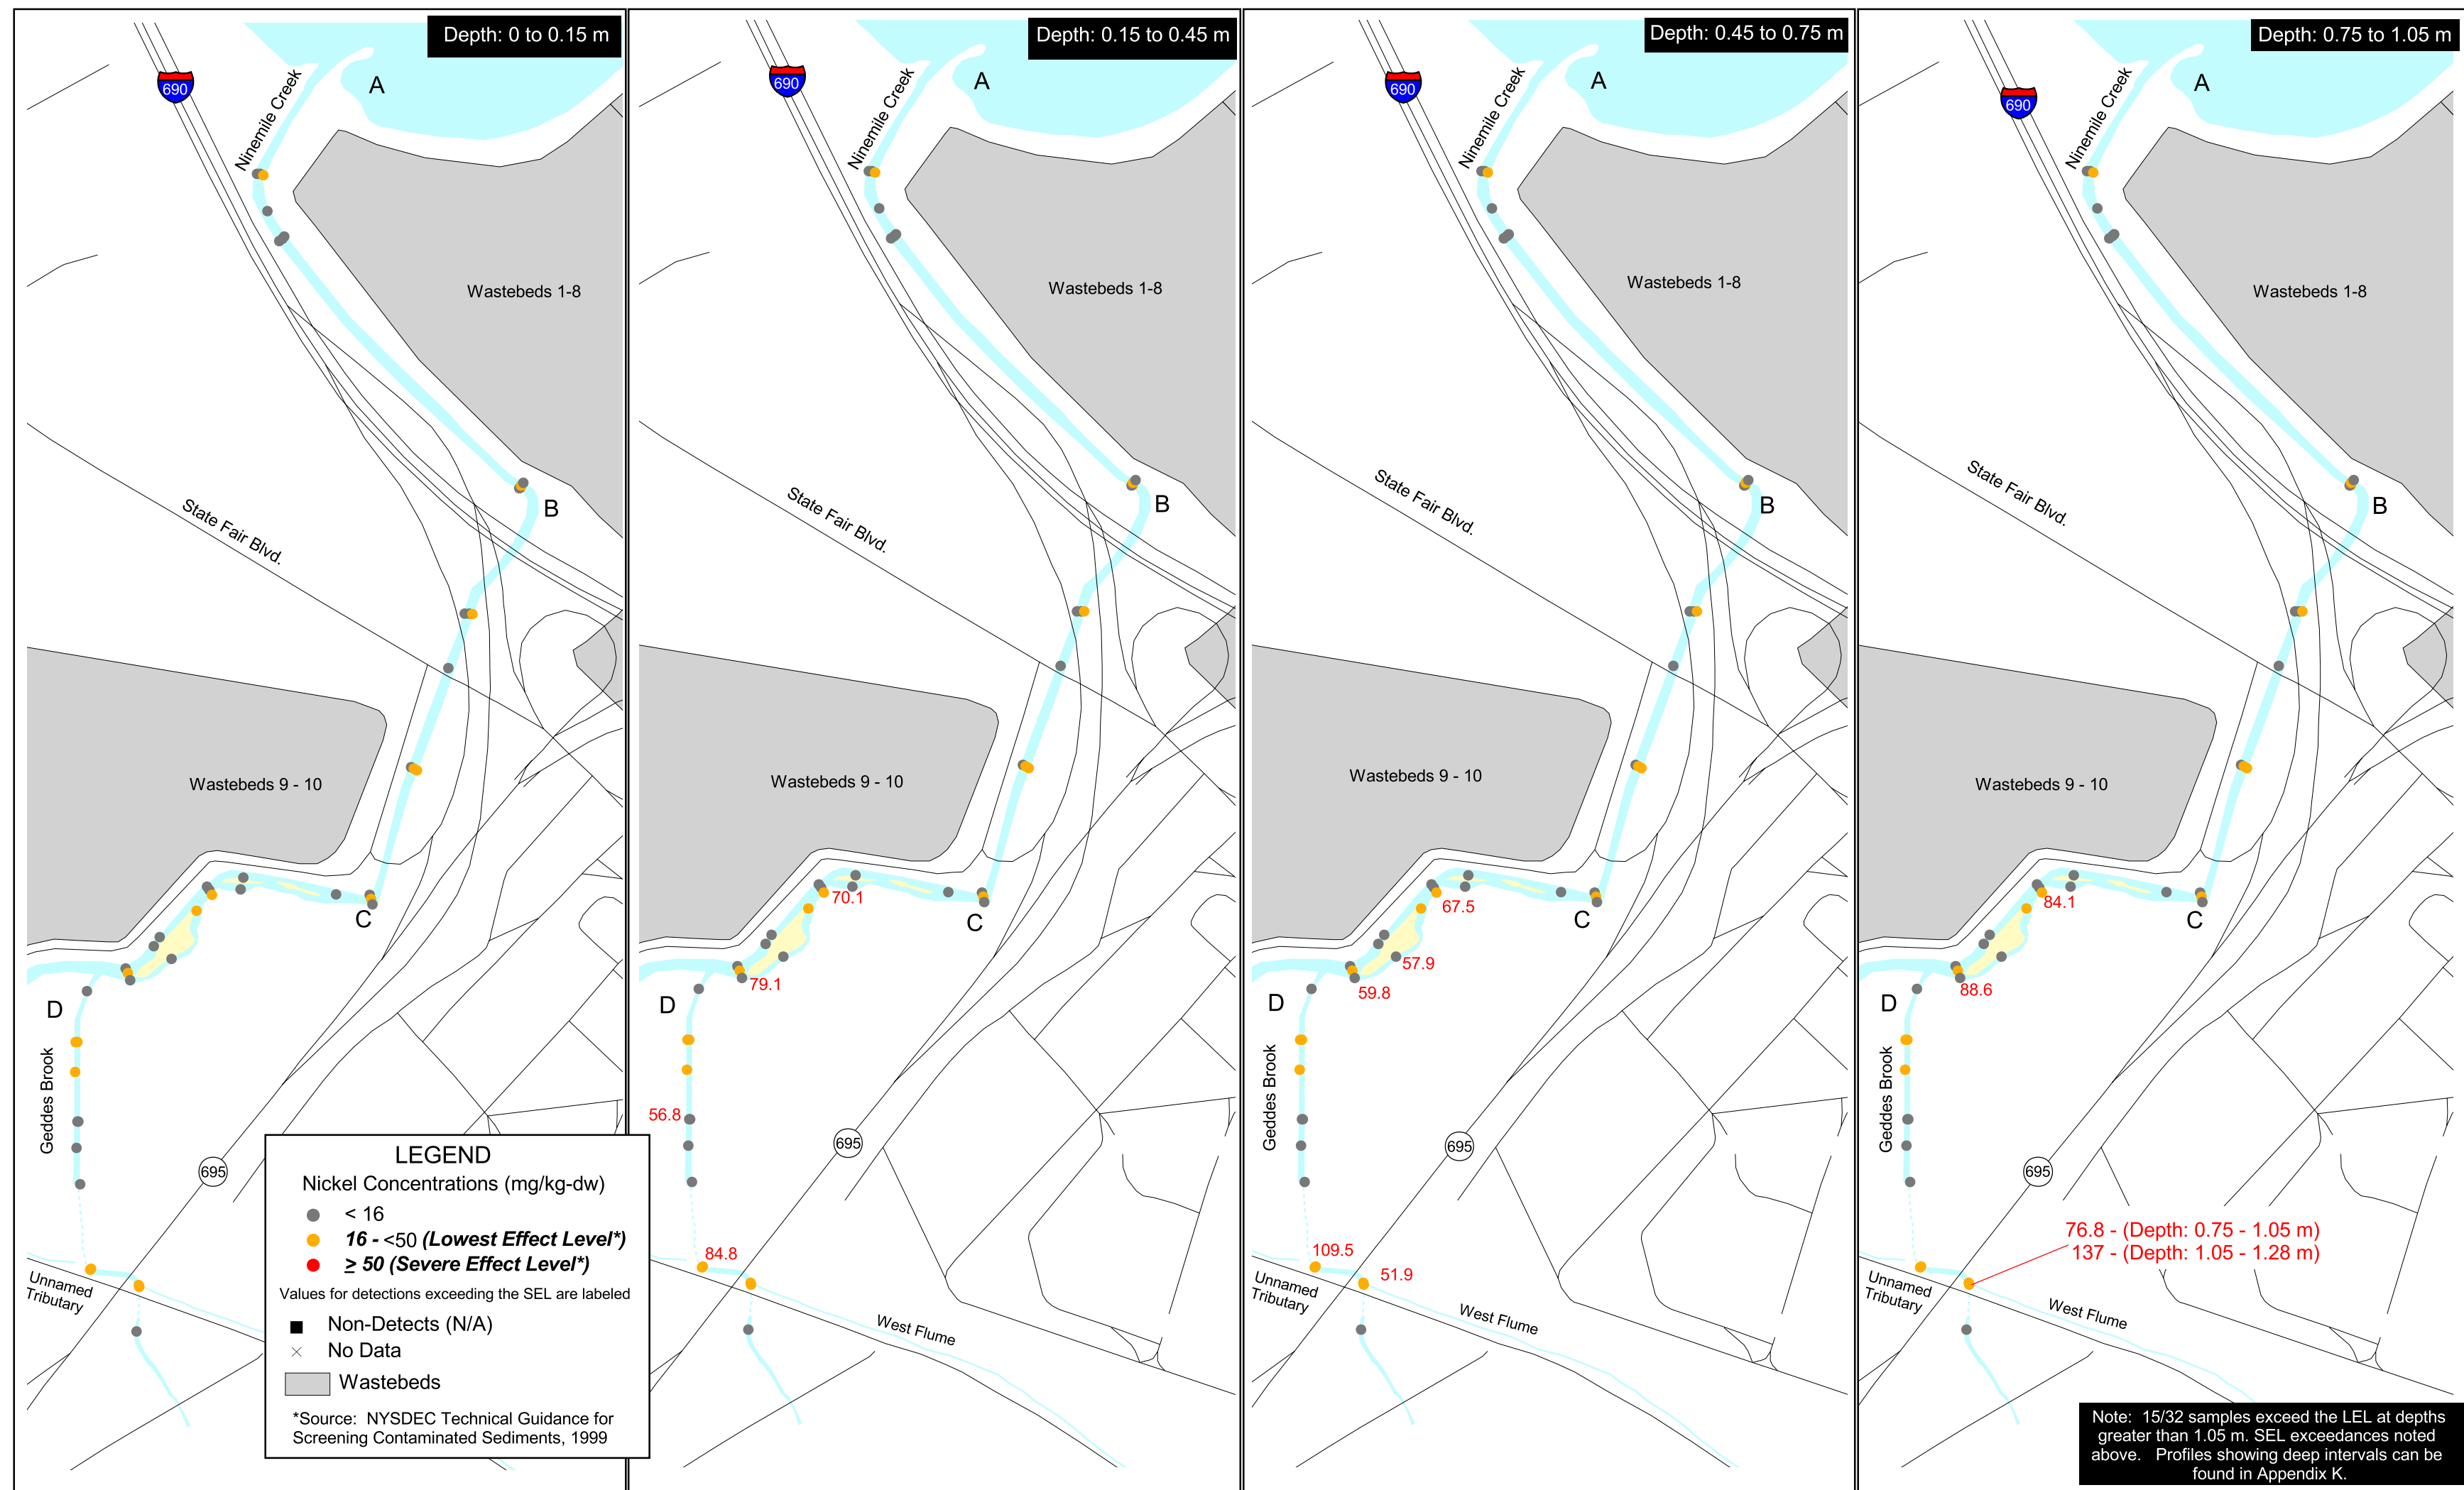 Depth: 0 to 0.15 m
690
A
Ninemile Creek
Wastebeds 1-8
B
State Fair Blvd.
Wastebeds 9 - 10
C
D
Geddes Brook
695
Unnamed
Tributary
LEGEND
Nickel Concentrations (mg/kg-dw)
< 16
16 - <50 (Lowest Effect Level*)
≥ 50 (Severe Effect Level*)
Values for detections exceeding the SEL are labeled
Non-Detects (N/A)
No Data
Wastebeds
*Source: NYSDEC Technical Guidance for
Screening Contaminated Sediments, 1999
Depth: 0.15 to 0.45 m
690
A
Ninemile Creek
Wastebeds 1-8
B
State Fair Blvd.
Wastebeds 9 - 10
70.1
C
79.1
D
56.8
695
84.8
West Flume
Depth: 0.45 to 0.75 m
690
A
Ninemile Creek
Wastebeds 1-8
B
State Fair Blvd.
Wastebeds 9 - 10
67.5
C
57.9
59.8
D
Geddes Brook
695
109.5
51.9
Unnamed
Tributary
West Flume
Depth: 0.75 to 1.05 m
690
A
Ninemile Creek
Wastebeds 1-8
B
State Fair Blvd.
Wastebeds 9 - 10
84.1
C
88.6
D
Geddes Brook
695
76.8 - (Depth: 0.75 - 1.05 m)
137 - (Depth: 1.05 - 1.28 m)
Unnamed
Tributary
West Flume
Note: 15/32 samples exceed the LEL at depths
greater than 1.05 m. SEL exceedances noted
above. Profiles showing deep intervals can be
found in Appendix K.